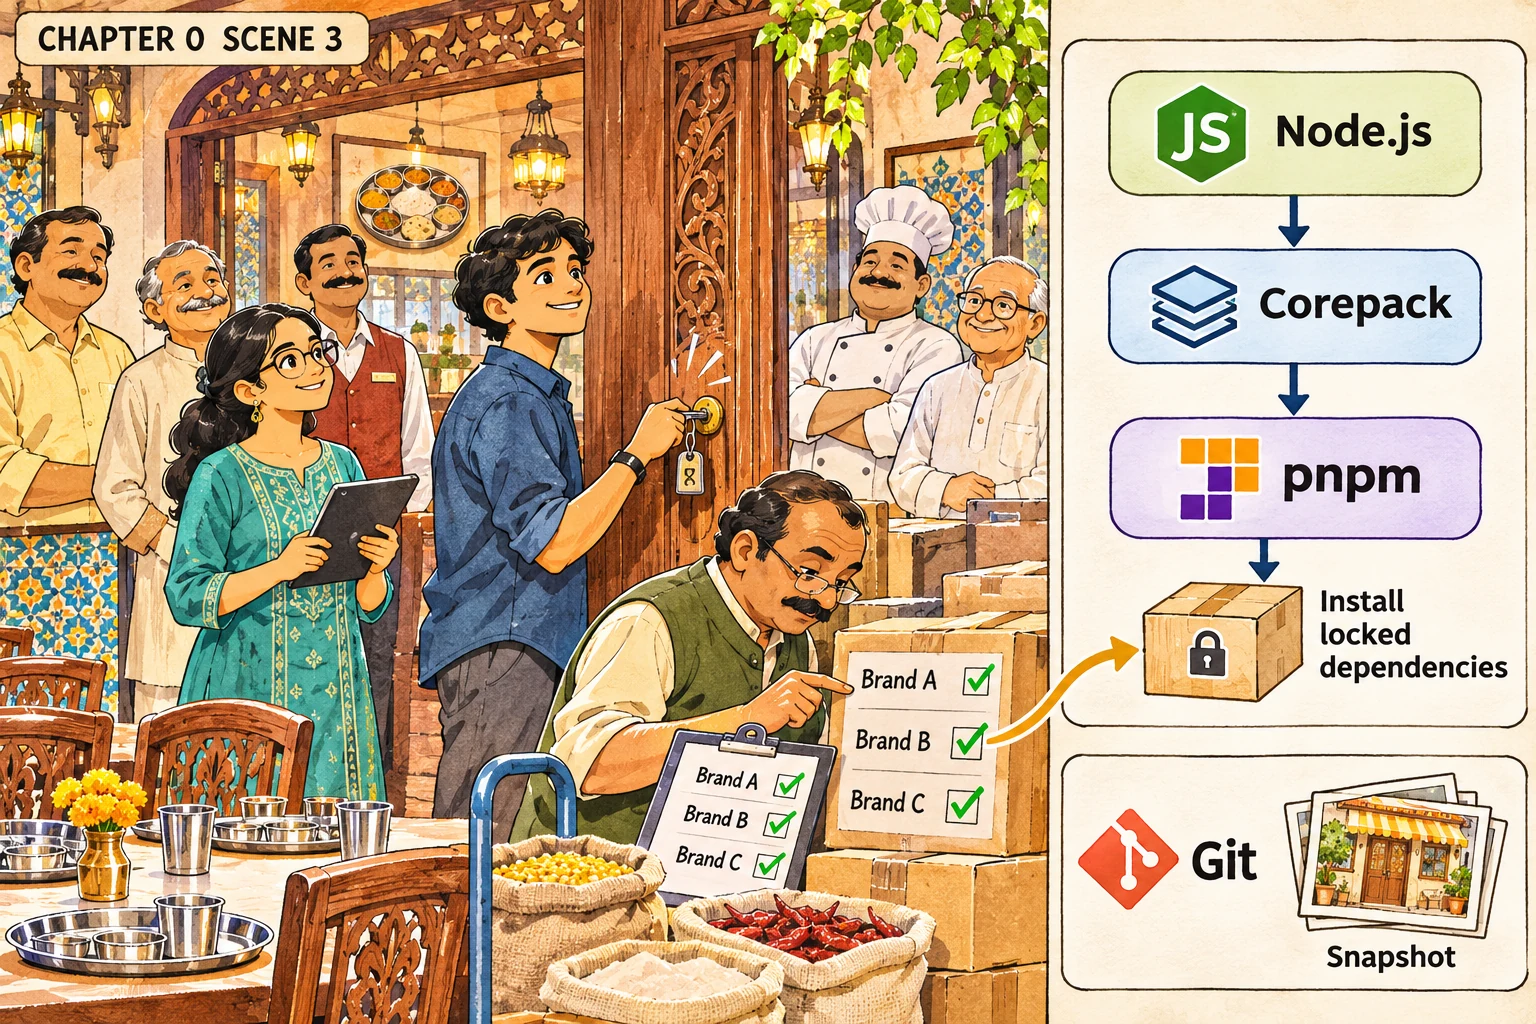 CHAPTER 0 SCENE 3
JS
Node.js
Corepack
pnpm
Install
locked
dependencies
Brand A
Brand B
Brand C
Brand A
Brand B
Brand C
Git
Snapshot